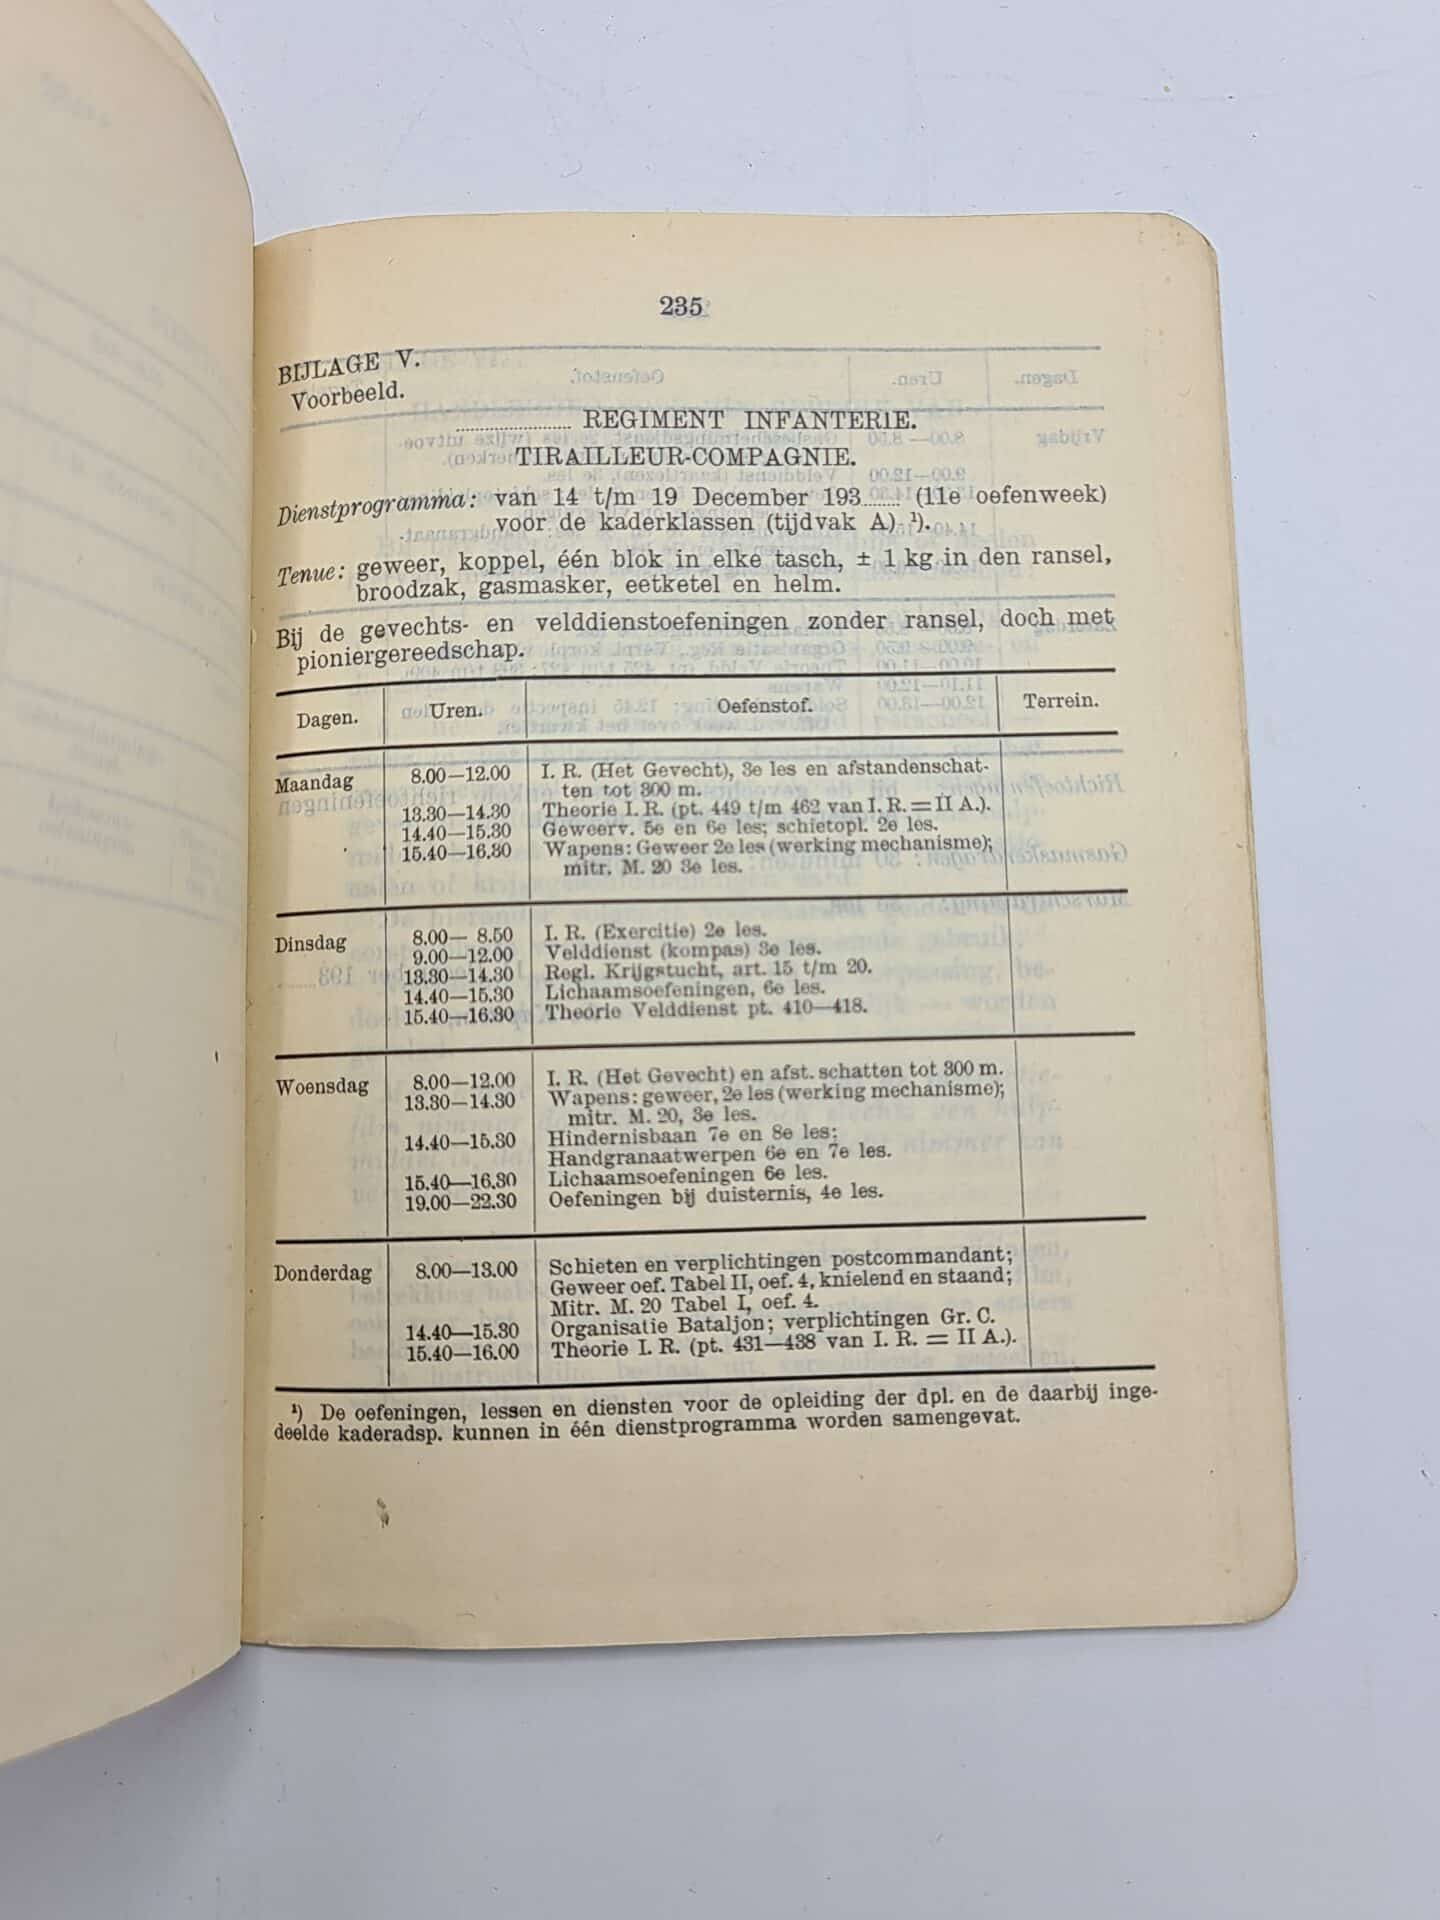 235
BIJLAGE V.
Voorbeeld.
........................ REGIMENT INFANTERIE.
TIRAILLEUR-COMPAGNIE.
Dienstprogramma: van 14 t/m 19 December 193........ (11e oefenweek)
voor de kaderklassen (tijdvak A) ¹).
Tenue: geweer, koppel, één blok in elke tasch, ± 1 kg in den ransel,
broodzak, gasmasker, eetketel en helm.
Bij de gevechts- en velddienstoefeningen zonder ransel, doch met
pioniergereedschap.
Dagen. Uren. Oefenstof. Terrein.
Maandag 8.00—12.00 I. R. (Het Gevecht), 3e les en afstandenschat-
ten tot 300 m.
13.30—14.30 Theorie I. R. (pt. 449 t/m 462 van I. R. = II A.).
14.40—15.30 Geweerv. 5e en 6e les; schietopl. 2e les.
15.40—16.30 Wapens: Geweer 2e les (werking mechanisme);
mitr. M. 20 3e les.
Dinsdag 8.00— 8.50 I. R. (Exercitie) 2e les.
9.00—12.00 Velddienst (kompas) 3e les.
13.30—14.30 Regl. Krijgstucht, art. 15 t/m 20.
14.40—15.30 Lichaamsoefeningen, 6e les.
15.40—16.30 Theorie Velddienst pt. 410—418.
Woensdag 8.00—12.00 I. R. (Het Gevecht) en afst. schatten tot 300 m.
13.30—14.30 Wapens: geweer, 2e les (werking mechanisme);
mitr. M. 20, 3e les.
14.40—15.30 Hindernisbaan 7e en 8e les;
Handgranaatwerpen 6e en 7e les.
15.40—16.30 Lichaamsoefeningen 6e les.
19.00—22.30 Oefeningen bij duisternis, 4e les.
Donderdag 8.00—13.00 Schieten en verplichtingen postcommandant;
Geweer oef. Tabel II, oef. 4, knielend en staand;
Mitr. M. 20 Tabel I, oef. 4.
14.40—15.30 Organisatie Bataljon; verplichtingen Gr. C.
15.40—16.00 Theorie I. R. (pt. 431—438 van I. R. = II A.).
¹) De oefeningen, lessen en diensten voor de opleiding der dpl. en de daarbij inge-
deelde kaderadsp. kunnen in één dienstprogramma worden samengevat.